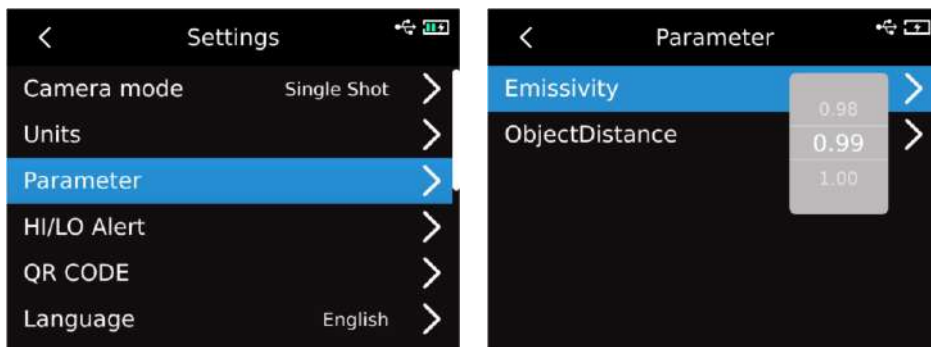 Settings
Camera mode Single Shot
Units
Parameter
HI/LO Alert
QR CODE
Language English
Parameter
Emissivity
0.98
ObjectDistance 0.99
1.00